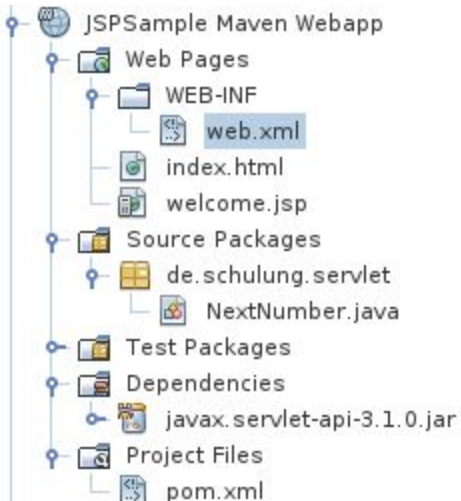 JSPSample Maven Webapp
Web Pages
WEB-INF
web.xml
index.html
welcome.jsp
Source Packages
de.schulung.servlet
NextNumber.java
Test Packages
Dependencies
javax.servlet-api-3.1.0.jar
Project Files
pom.xml